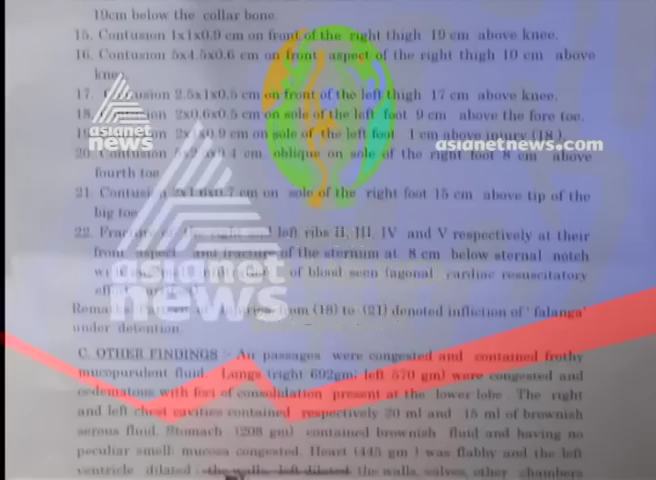 19cm below the collar bone.
15. Contusion 1x1x0.9 cm on front of the right thigh 19 cm above knee.
16. Contusion 5x4.5x0.6 cm on front aspect of the right thigh 10 cm above
knee
17. Contusion 2.5x1x0.5 cm on front of the left thigh 17 cm above knee.
18. Contusion 2x0.6x0.5 cm on sole of the left foot 9 cm above the fore toe.
19. on sole of the left foot 1 cm above injury (18).
20. Contusion cm oblique on sole of the right foot 8 cm above
fourth toe
21. Contusion cm on sole of the right foot 15 cm above tip of the
big toe
22. right left ribs II, III, IV and V respectively at their
front aspect and fracture of the sternum at 8 cm below sternal notch
of blood seen cardiac resuscitatory
from (18) to (21) denoted infliction of 'falanga'
under detention.
C. OTHER FINDINGS :- Air passages were congested and contained frothy
mucopurulent fluid. Lungs (right 692gm; left 570 gm) were congested and
oedematous with foci of consolidation present at the lower lobe. The right
and left chest cavities contained respectively 20 ml and 15 ml of brownish
serous fluid. Stomach (208 gm) contained brownish fluid and having no
peculiar smell; mucosa congested. Heart (445 gm) was flabby and the left
ventricle dilated the walls, valves, other chambers
asianet
news
asianetnews.com
asianet
news